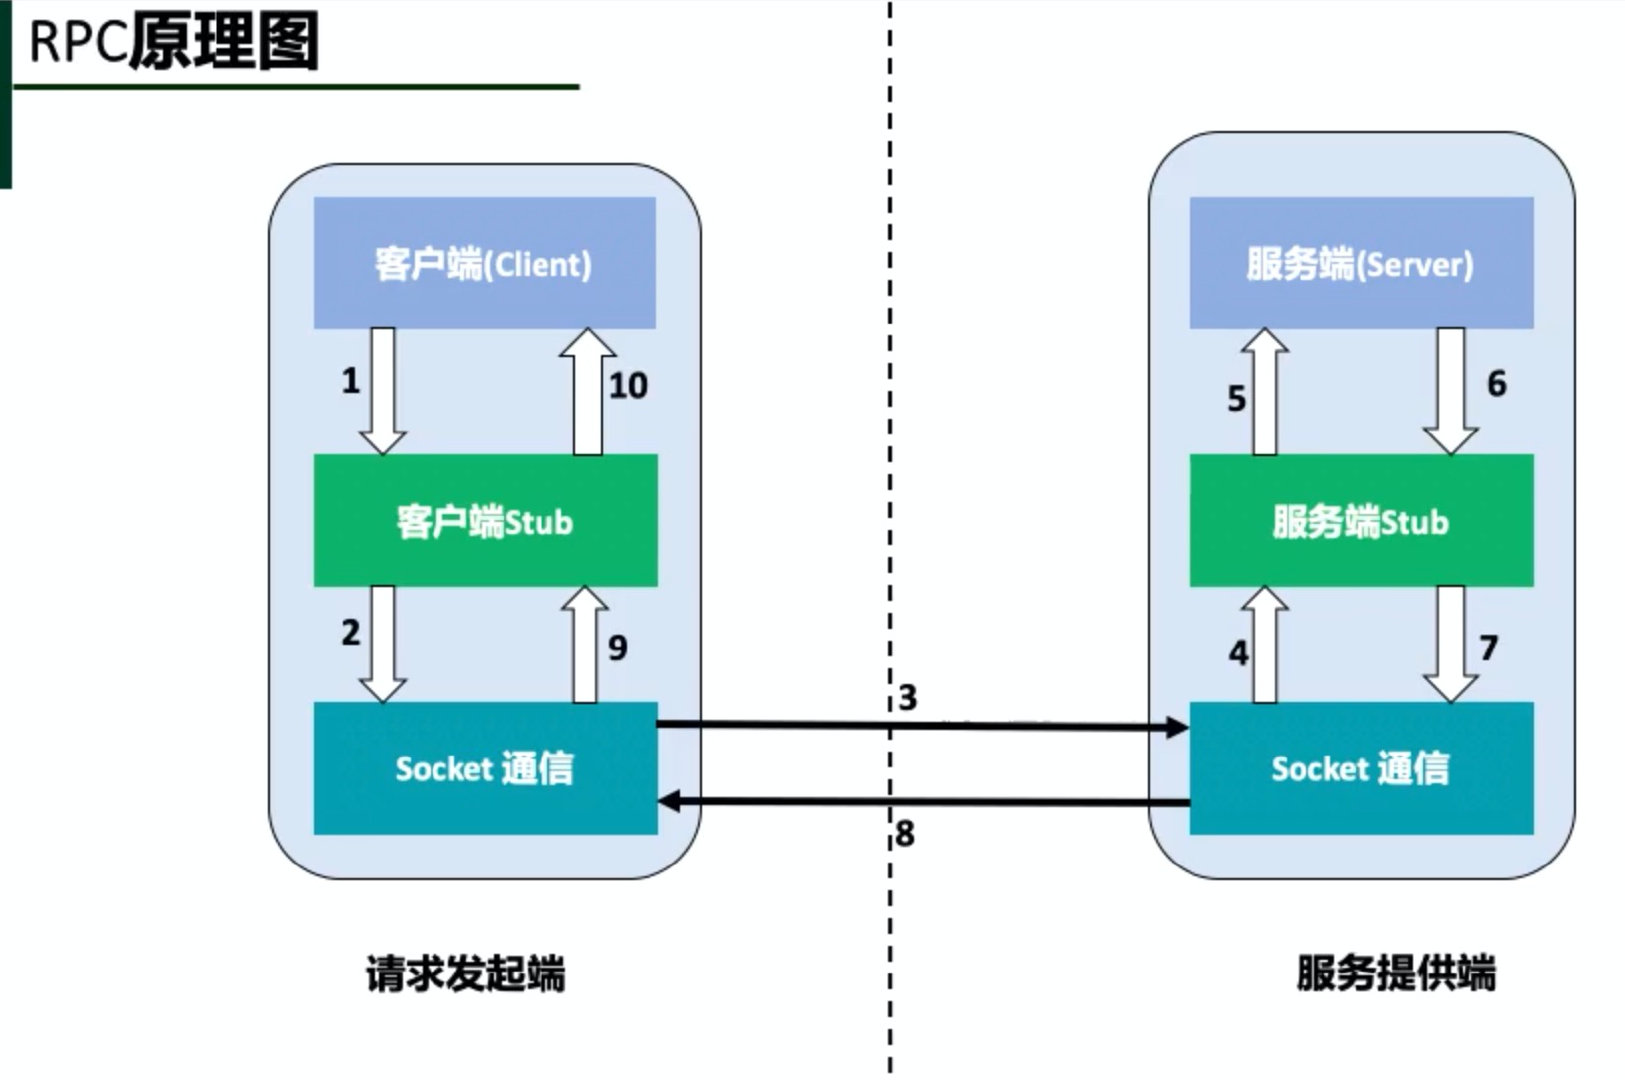 RPC原理图
客户端(Client)
服务端(Server)
1
10
5
6
客户端Stub
服务端Stub
2
9
4
7
3
Socket 通信
Socket 通信
8
请求发起端
服务提供端